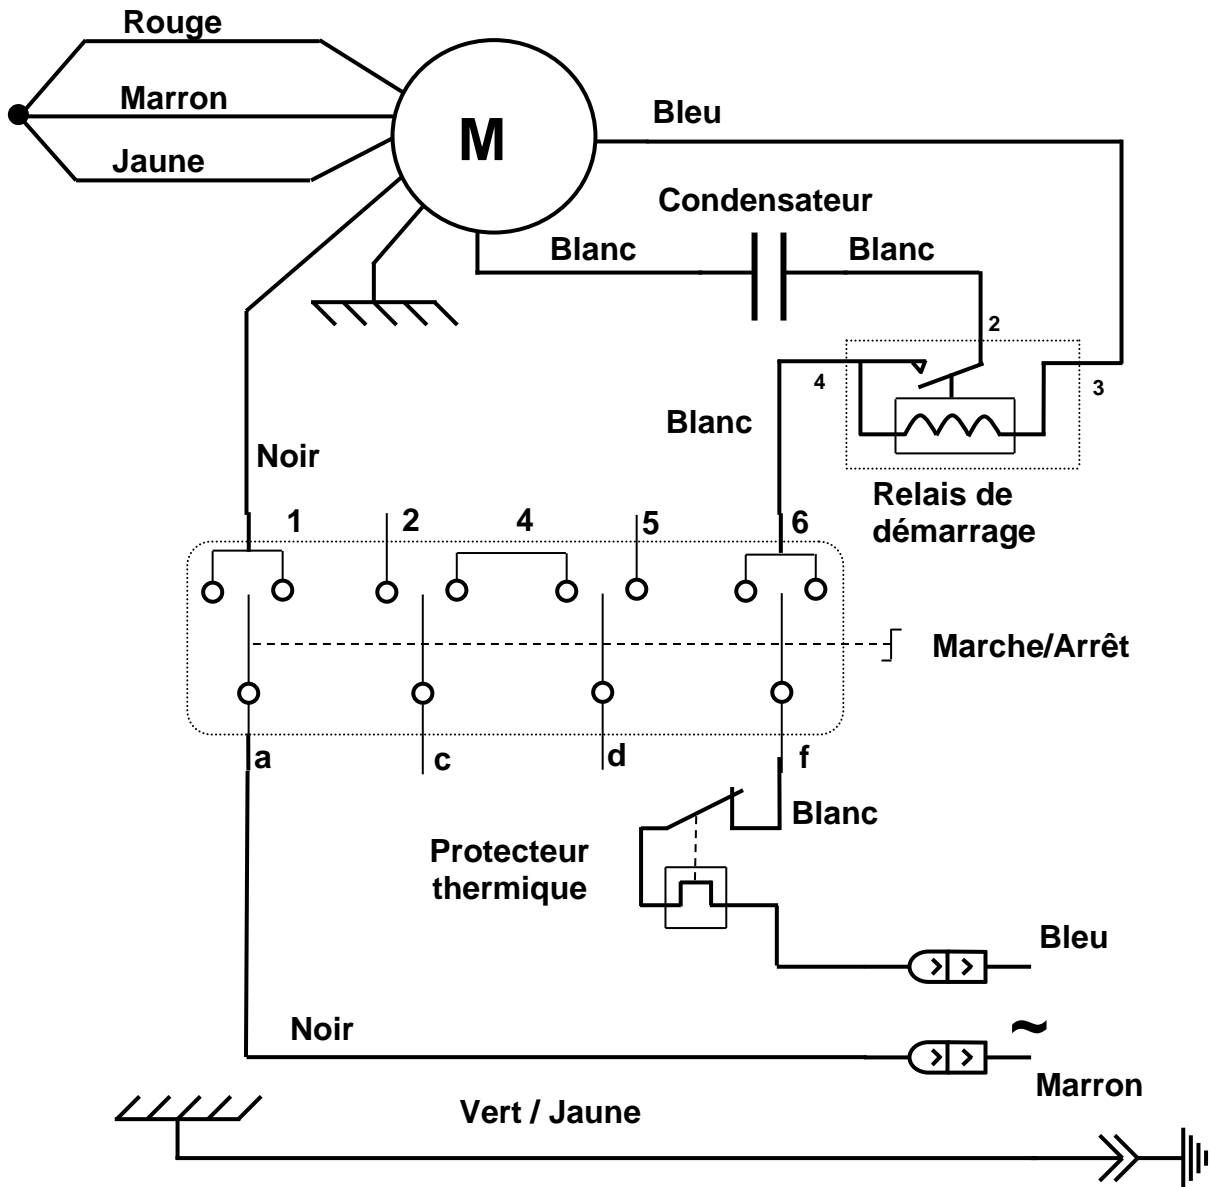 Rouge
Marron
Jaune
M
Bleu
Condensateur
Blanc
Blanc
2
4
3
Blanc
Noir
Relais de
démarrage
1
2
4
5
6
Marche/Arrêt
a
c
d
f
Blanc
Protecteur
thermique
Bleu
Noir
~
Marron
Vert / Jaune